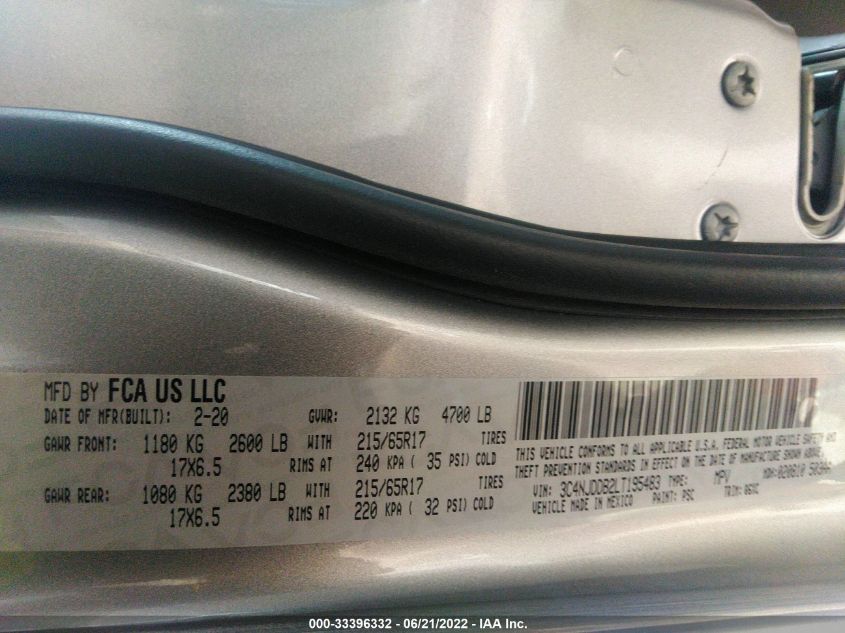 MFD BY FCA US LLC
DATE OF MFR(BUILT): 2-20 GVWR: 2132 KG 4700 LB
GAWR FRONT: 1180 KG 2600 LB WITH 215/65R17 TIRES
17X6.5 RIMS AT 240 KPA ( 35 PSI) COLD
GAWR REAR: 1080 KG 2380 LB WITH 215/65R17 TIRES
17X6.5 RIMS AT 220 KPA ( 32 PSI) COLD
THIS VEHICLE CONFORMS TO ALL APPLICABLE U.S.A. FEDERAL MOTOR VEHICLE SAFETY AND
THEFT PREVENTION STANDARDS IN EFFECT ON THE DATE OF MANUFACTURE SHOWN ABOVE.
VIN: 3C4NJDDB2LT195483 TYPE: MPV MDH: 020610
VEHICLE MADE IN MEXICO PAINT: PSC TRIM:
000-33396332 / 06/21/2022 - IAA Inc.